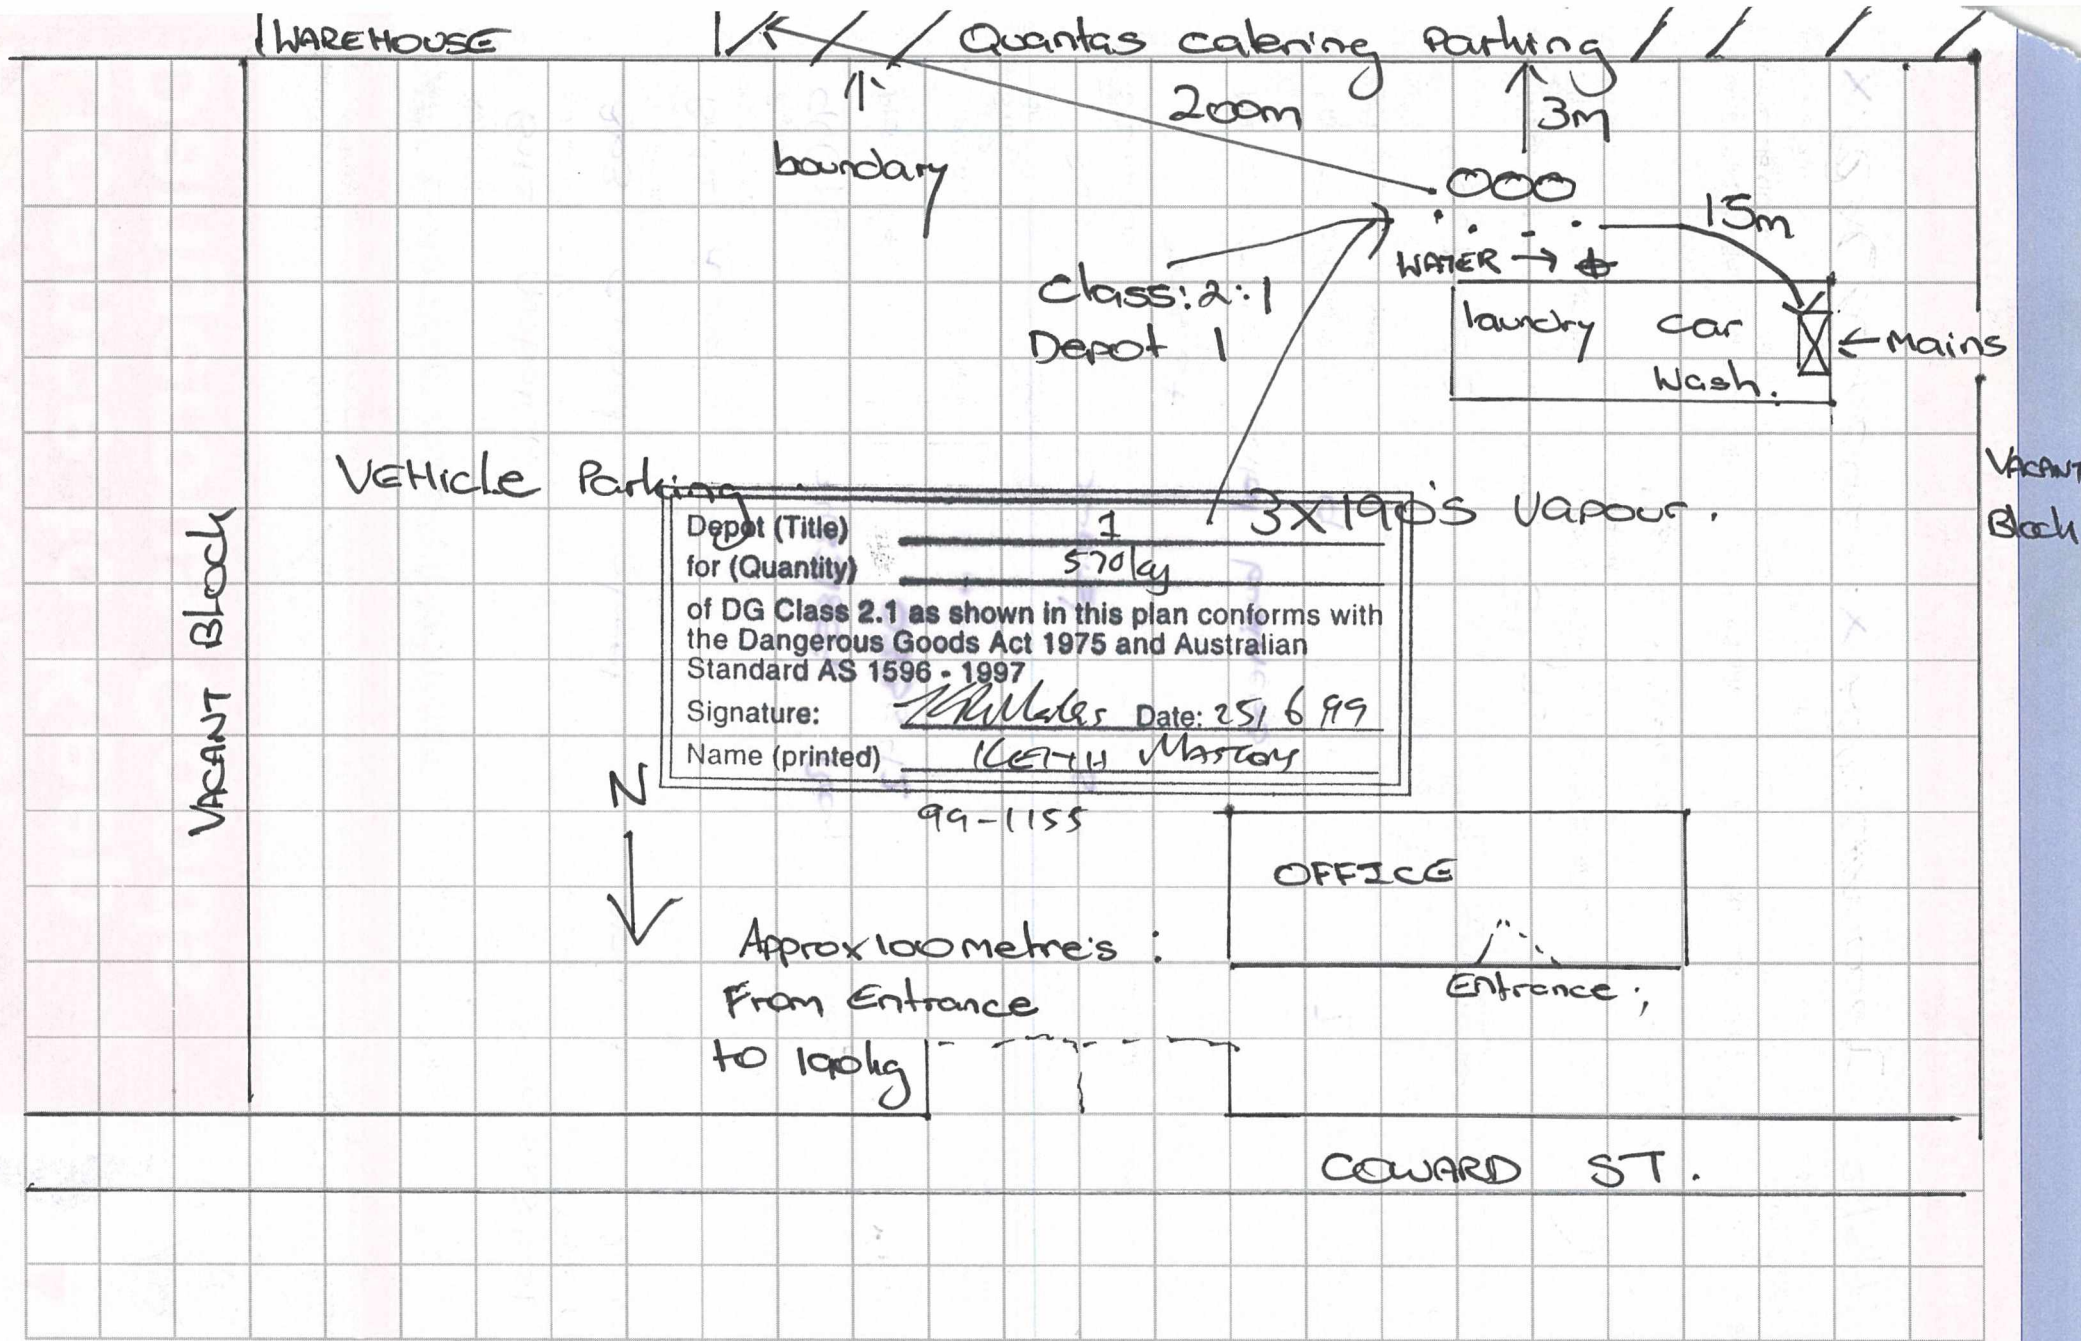 WAREHOUSE
Quantas catering Parking
200m
3m
boundary
15m
WATER →
Class:2:1
Depot 1
laundry car
Wash.
← Mains
VACANT
Block
VEHicle Parking
3x190's Vapour.
Depot (Title) 1
for (Quantity) 570kg
of DG Class 2.1 as shown in this plan conforms with
the Dangerous Goods Act 1975 and Australian
Standard AS 1596 - 1997
Signature: Date: 25/6/99
Name (printed) KEITH
VACANT Block
99-1155
N
OFFICE
Approx 100 metre's :
From Entrance
to 190kg
Entrance ;
COWARD ST.